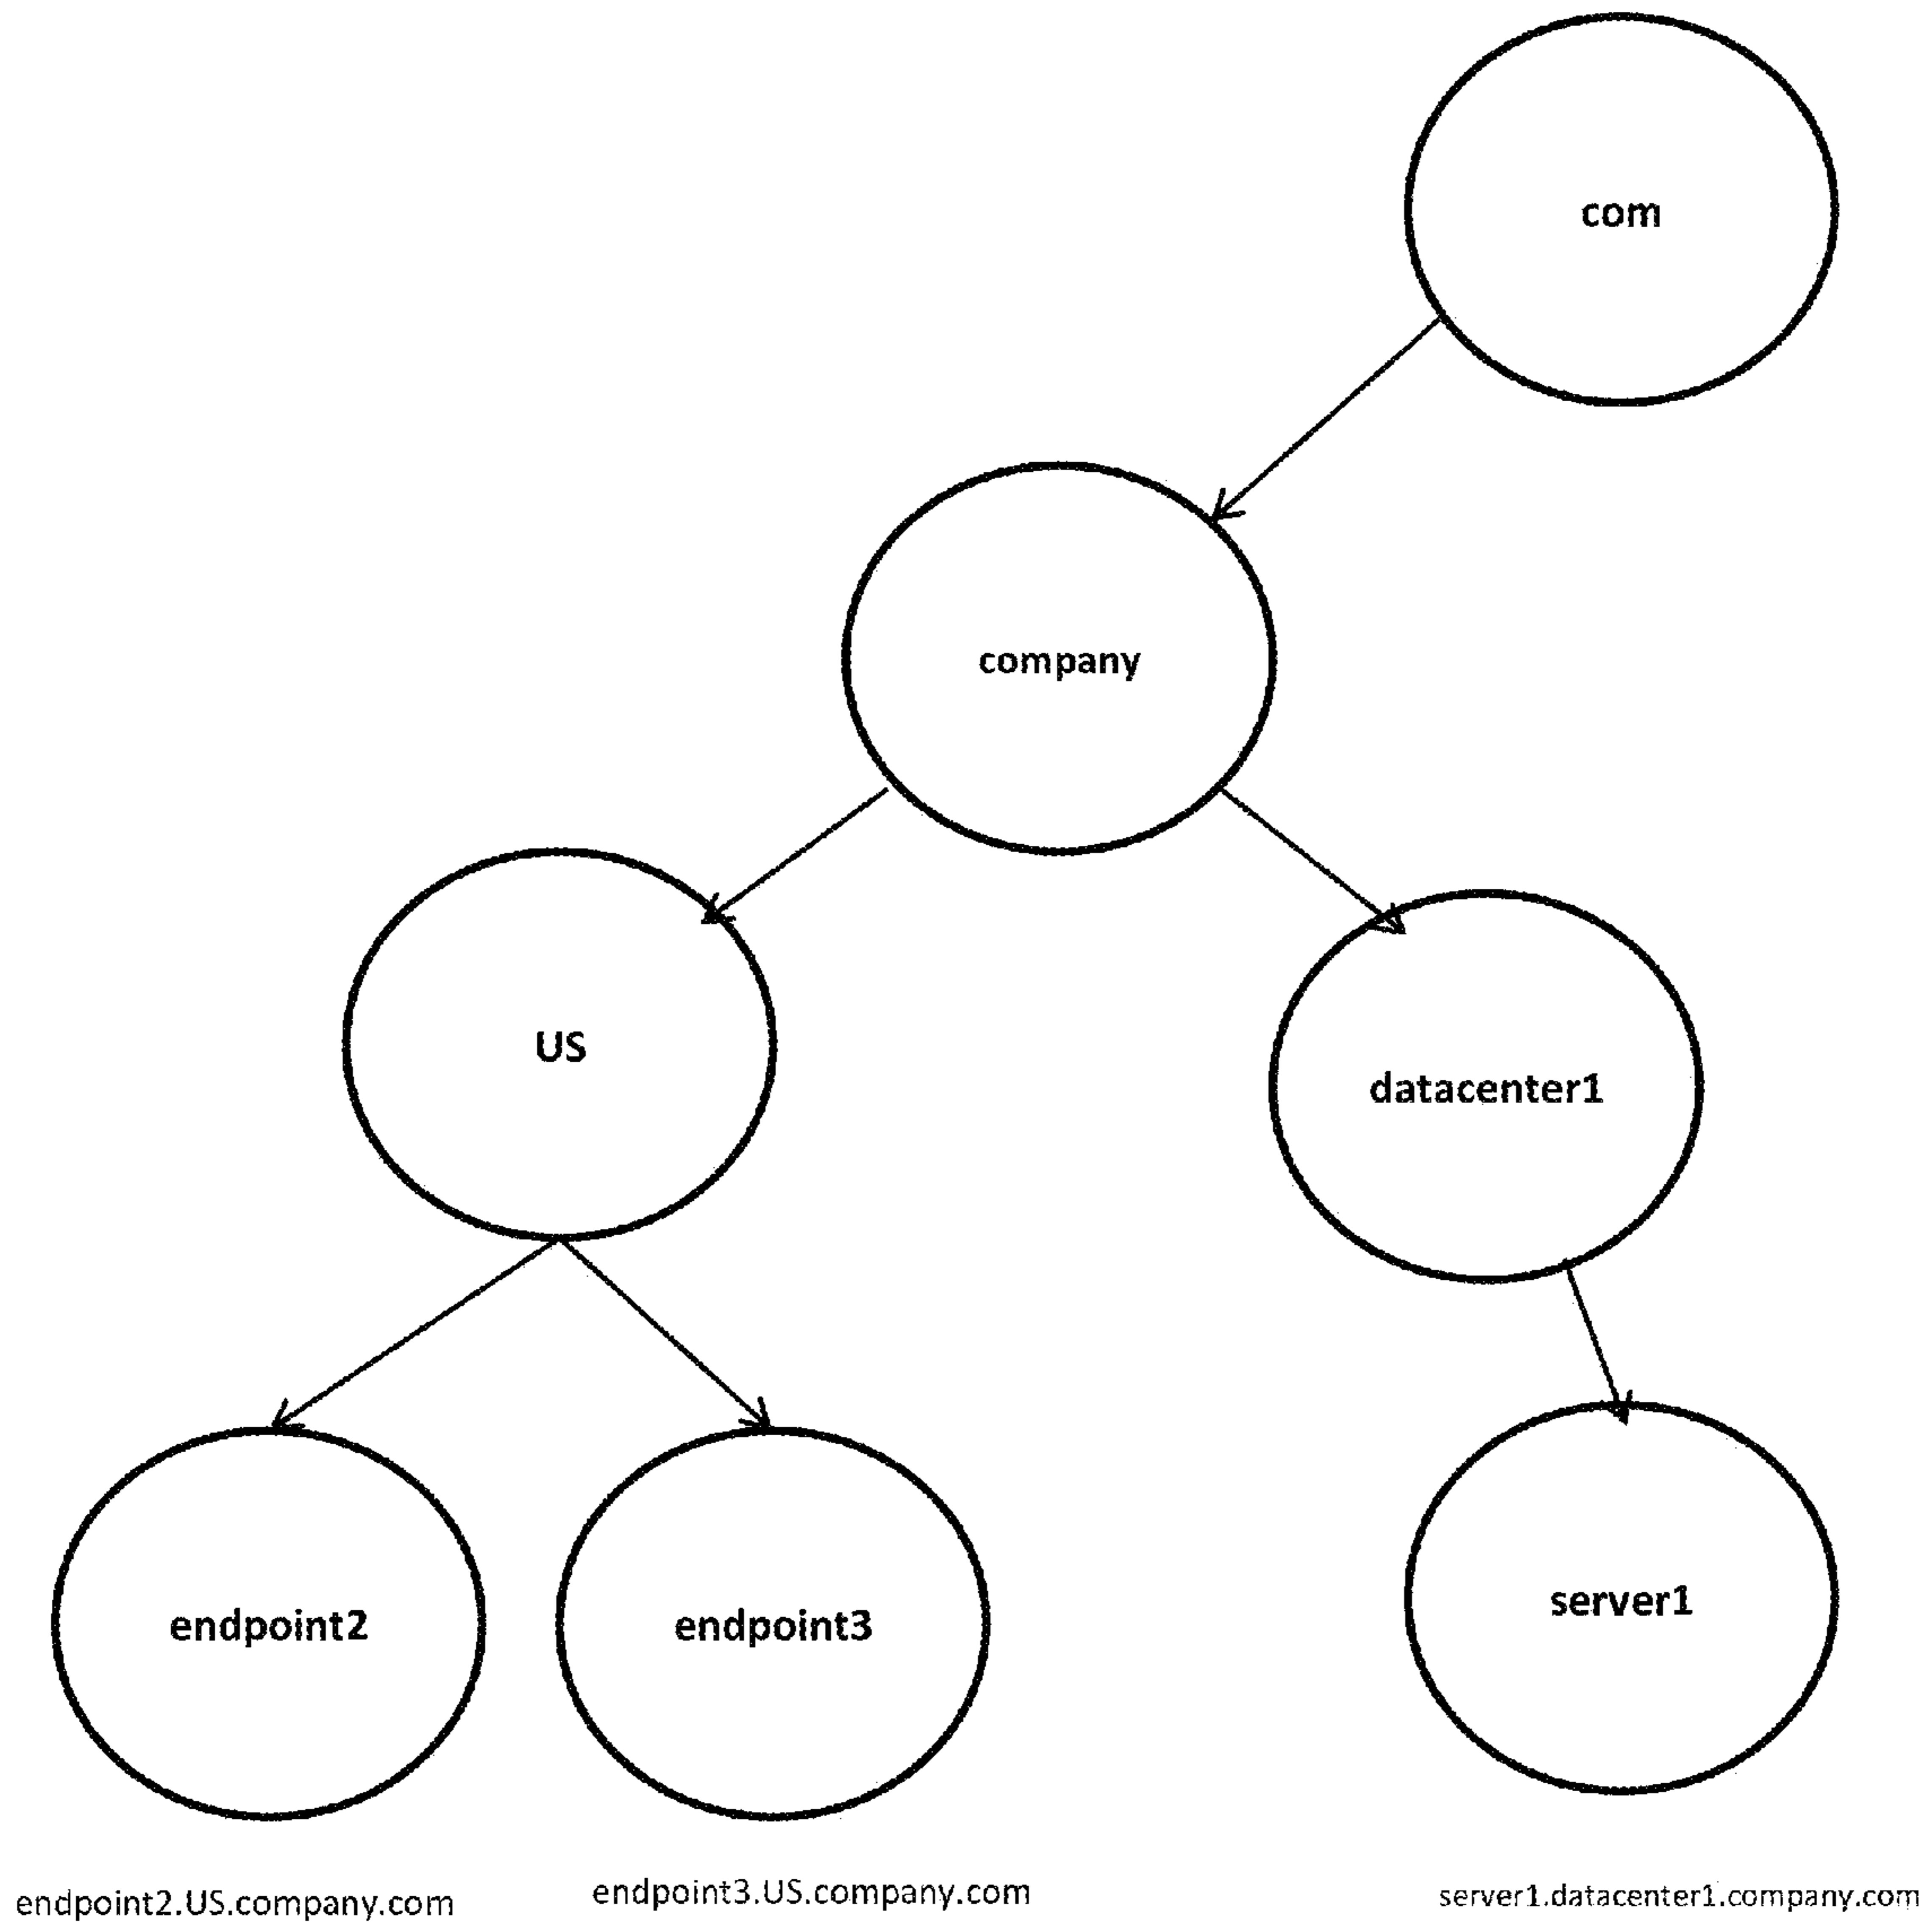 com
company
US
datacenter1
endpoint2
endpoint3
server1
endpoint2.US.company.com
endpoint3.US.company.com
server1.datacenter1.company.com